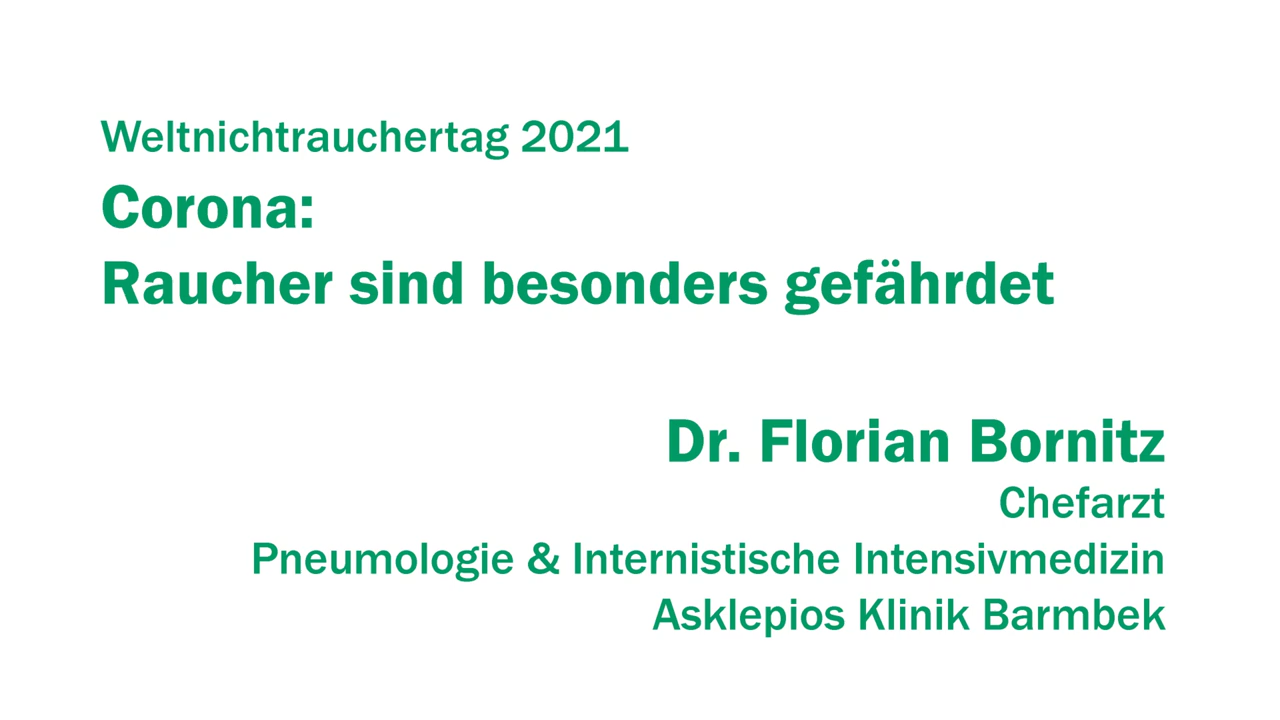 Weltnichtrauchertag 2021
Corona:
Raucher sind besonders gefährdet
Dr. Florian Bornitz
Chefarzt
Pneumologie & Internistische Intensivmedizin
Asklepios Klinik Barmbek